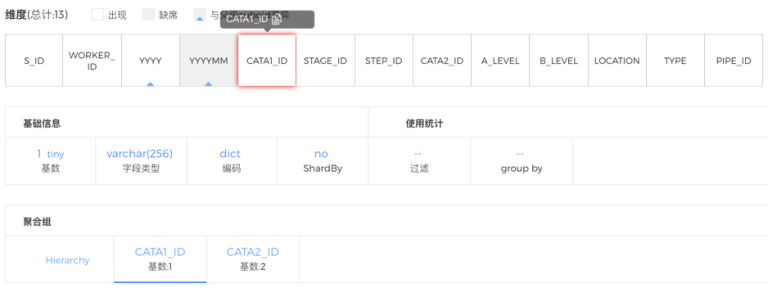 维度(总计:13) 出现 缺席 与父
CATA1_ID
S_ID WORKER_ID YYYY YYYYMM CATA1_ID STAGE_ID STEP_ID CATA2_ID A_LEVEL B_LEVEL LOCATION TYPE PIPE_ID
基础信息 使用统计
1 tiny varchar(256) dict no -- --
基数 字段类型 编码 ShardBy 过滤 group by
聚合组
Hierarchy CATA1_ID CATA2_ID
基数:1 基数:2